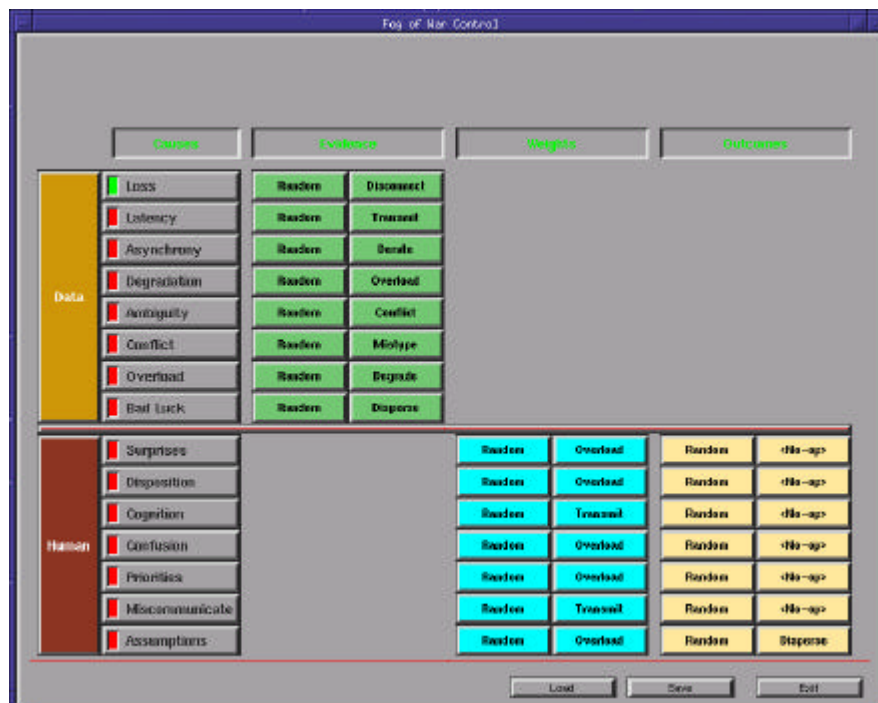 Fog of War Control
Causes Evidence Weights Outcomes
Data
Loss Random Disconnect
Latency Random Transmit
Asynchrony Random Derate
Degradation Random Overload
Ambiguity Random Conflict
Conflict Random Mistype
Overload Random Degrade
Bad Luck Random Disperse
Human
Surprises Random Overload Random <No-op>
Disposition Random Overload Random <No-op>
Cognition Random Transmit Random <No-op>
Confusion Random Overload Random <No-op>
Priorities Random Overload Random <No-op>
Miscommunicate Random Transmit Random <No-op>
Assumptions Random Overload Random Disperse
Load Save Exit